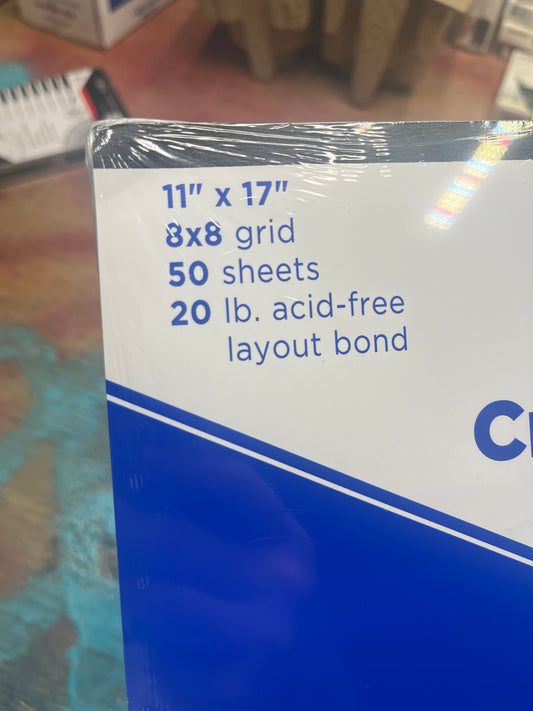 11" x 17"
8x8 grid
50 sheets
20 lb. acid-free
layout bond